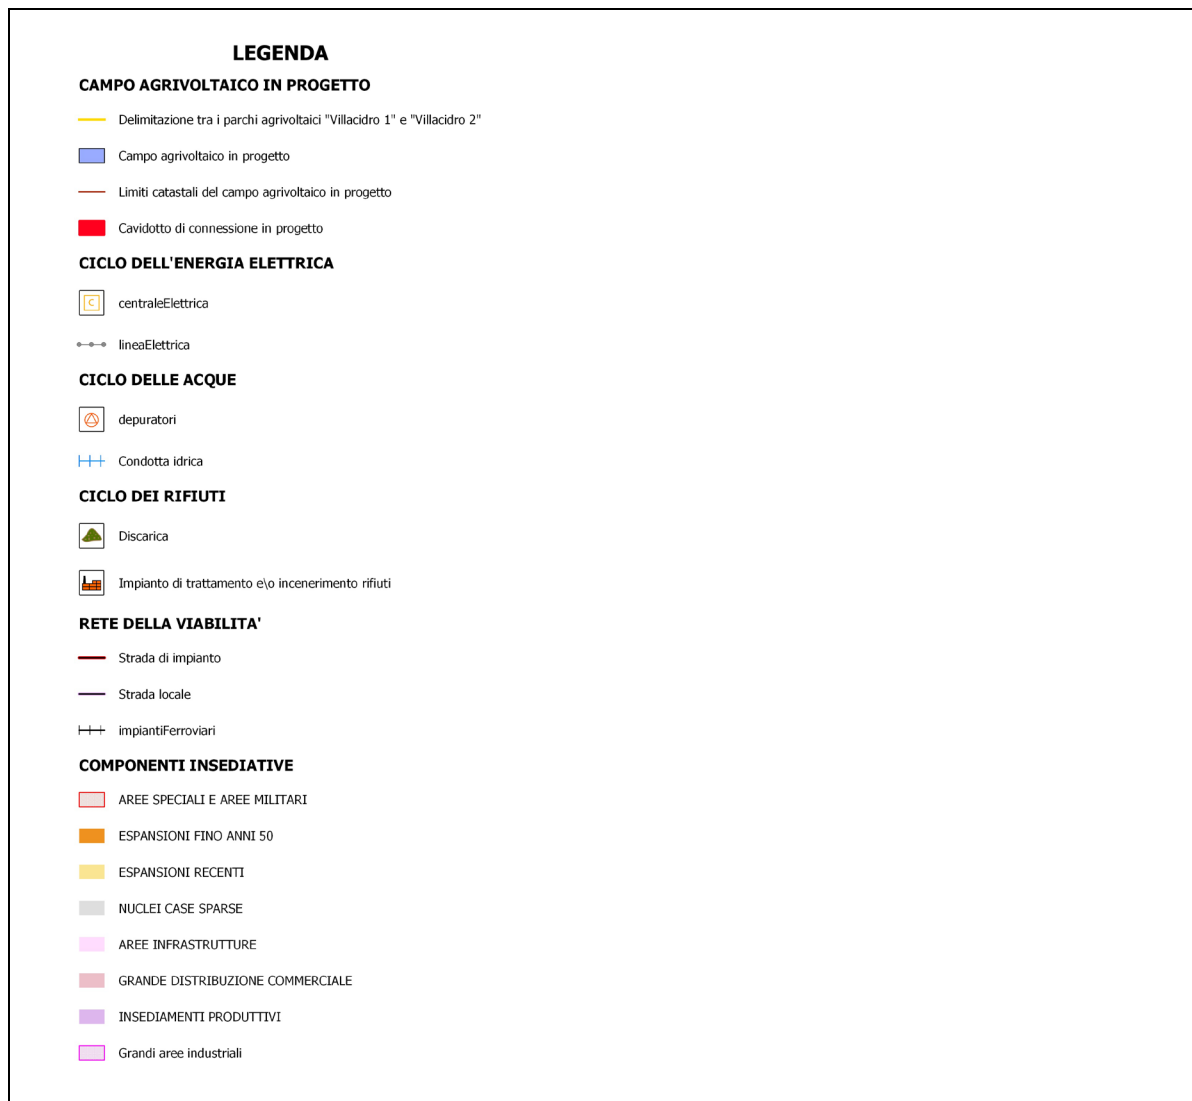 LEGENDA
CAMPO AGRIVOLTAICO IN PROGETTO
Delimitazione tra i parchi agrivoltaici "Villacidro 1" e "Villacidro 2"
Campo agrivoltaico in progetto
Limiti catastali del campo agrivoltaico in progetto
Cavidotto di connessione in progetto
CICLO DELL'ENERGIA ELETTRICA
C
centraleElettrica
lineaElettrica
CICLO DELLE ACQUE
depuratori
Condotta idrica
CICLO DEI RIFIUTI
Discarica
Impianto di trattamento e\o incenerimento rifiuti
RETE DELLA VIABILITA'
Strada di impianto
Strada locale
impiantiFerroviari
COMPONENTI INSEDIATIVE
AREE SPECIALI E AREE MILITARI
ESPANSIONI FINO ANNI 50
ESPANSIONI RECENTI
NUCLEI CASE SPARSE
AREE INFRASTRUTTURE
GRANDE DISTRIBUZIONE COMMERCIALE
INSEDIAMENTI PRODUTTIVI
Grandi aree industriali